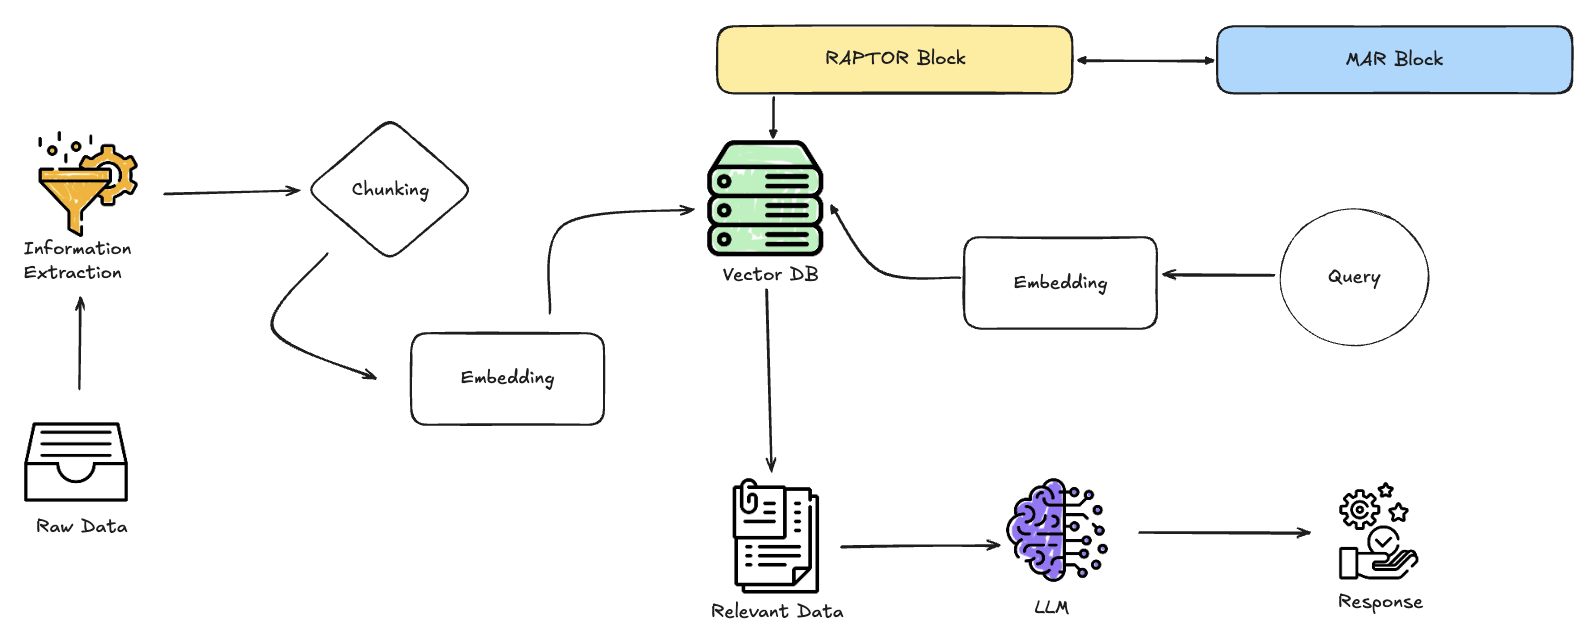 RAPTOR Block
MAR Block
Chunking
Information
Extraction
Vector DB
Embedding
Query
Embedding
Raw Data
Relevant Data
LLM
Response